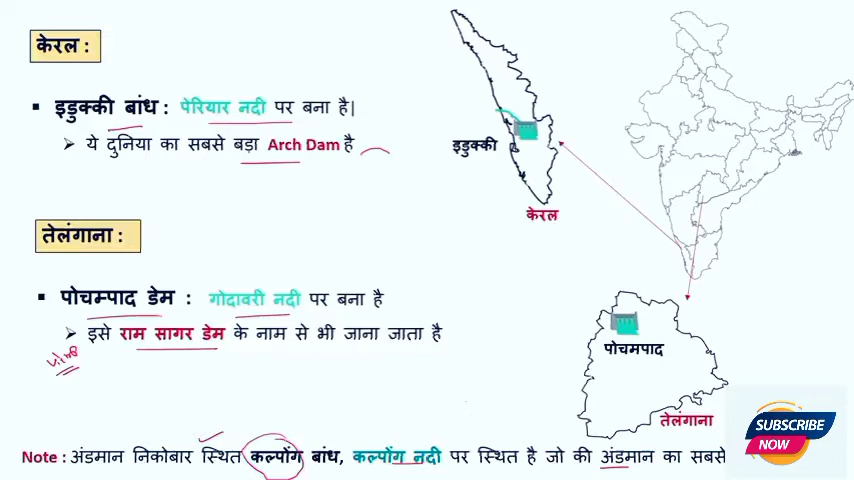 केरल :
▪ इडुक्की बांध : पेरियार नदी पर बना है|
➢ ये दुनिया का सबसे बड़ा Arch Dam है
इडुक्की
केरल
तेलंगाना :
▪ पोचम्पाद डेम : गोदावरी नदी पर बना है
➢ इसे राम सागर डेम के नाम से भी जाना जाता है
पोचमपाद
तेलंगाना
Note : अंडमान निकोबार स्थित कल्पोंग बांध, कल्पोंग नदी पर स्थित है जो की अंडमान का सबसे
SUBSCRIBE
NOW